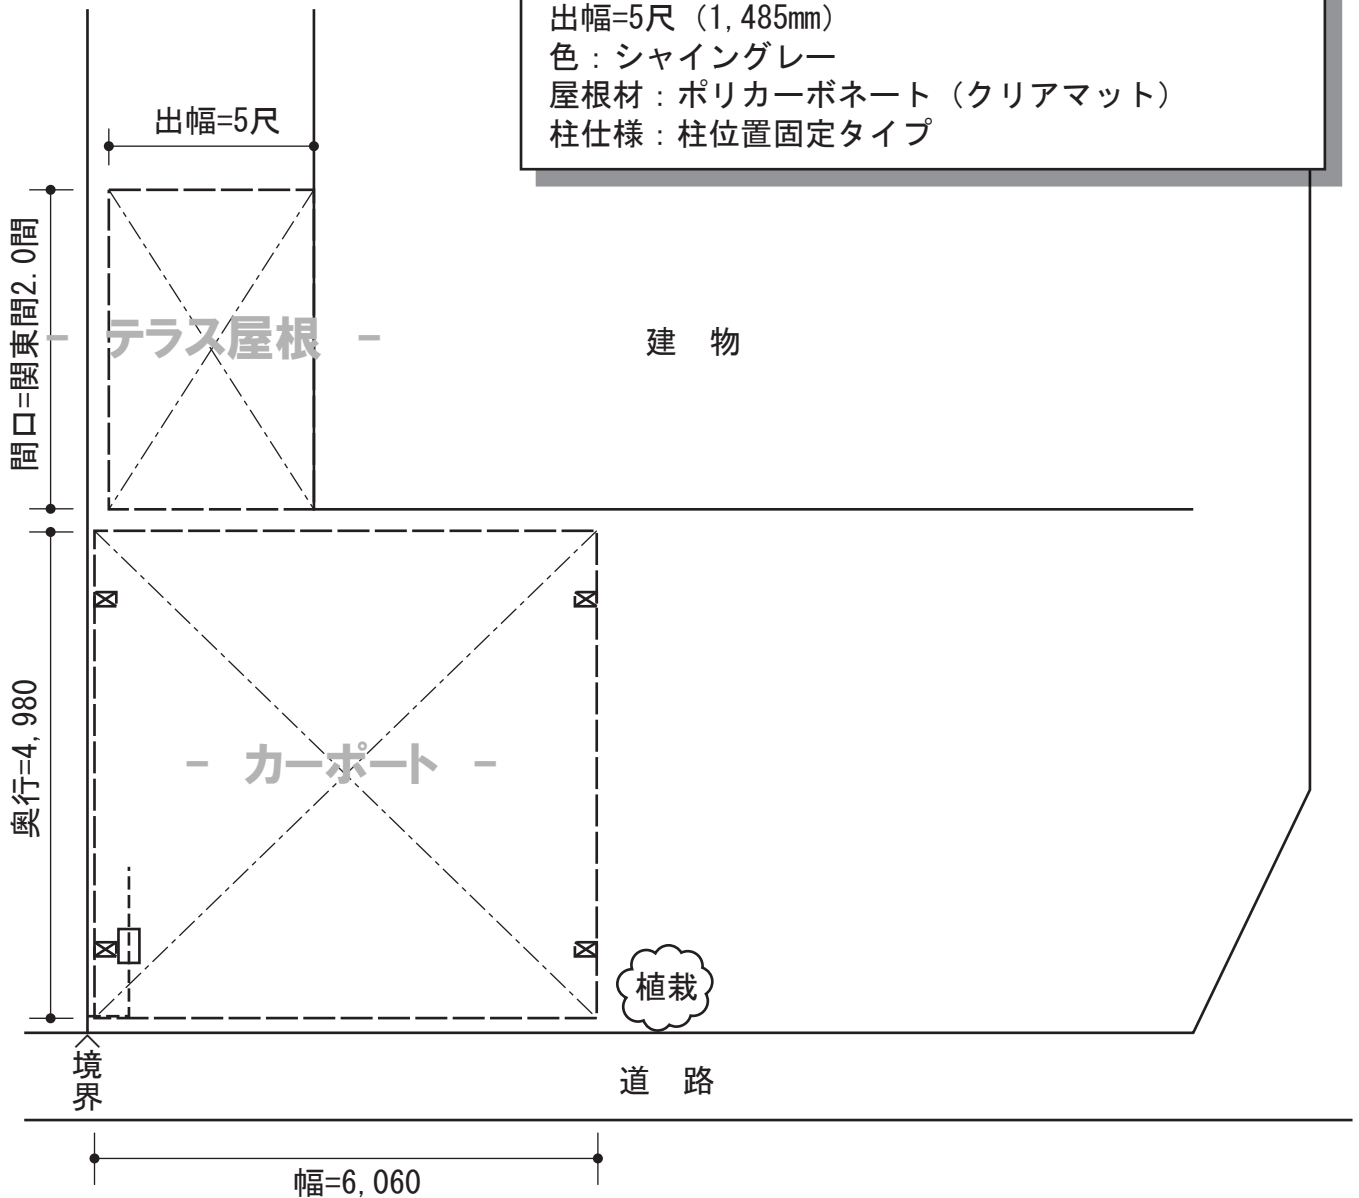 出幅=5尺（1,485mm）
色：シャイングレー
屋根材：ポリカーボネート（クリアマット）
柱仕様：柱位置固定タイプ
出幅=5尺
間口=関東間2.0間
- テラス屋根 -
建 物
奥行=4,980
- カーポート -
植栽
境界
道 路
幅=6,060